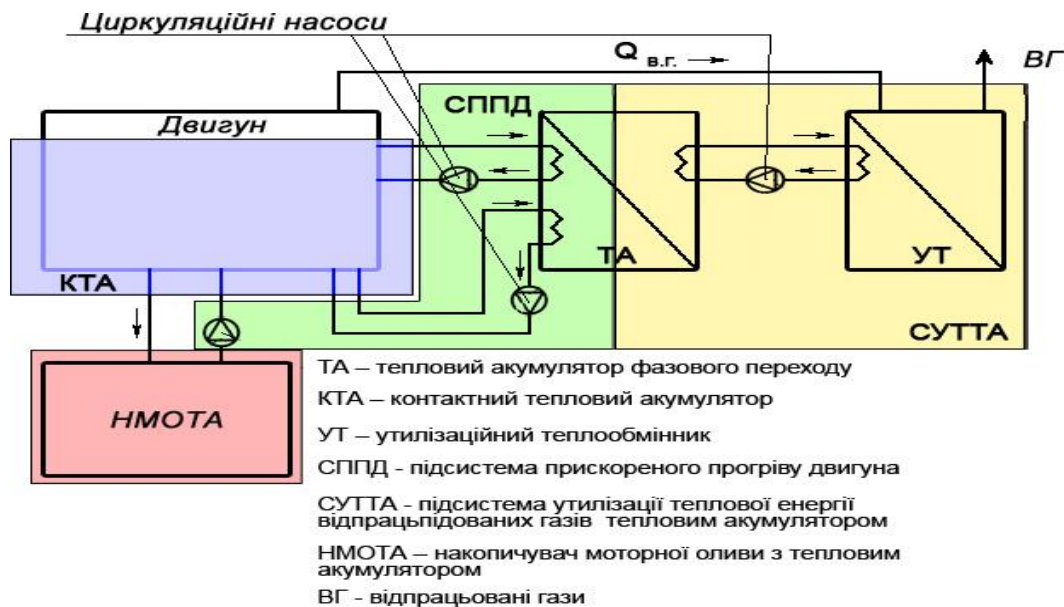 Циркуляційні насоси
Q в.г.
ВГ
СППД
Двигун
ТА
УТ
КТА
СУТТА
НМОТА
ТА – тепловий акумулятор фазового переходу
КТА – контактний тепловий акумулятор
УТ – утилізаційний теплообмінник
СППД - підсистема прискореного прогріву двигуна
СУТТА - підсистема утилізації теплової енергії
відпрацьпідованих газів тепловим акумулятором
НМОТА – накопичувач моторної оливи з тепловим
акумулятором
ВГ - відпрацьовані гази